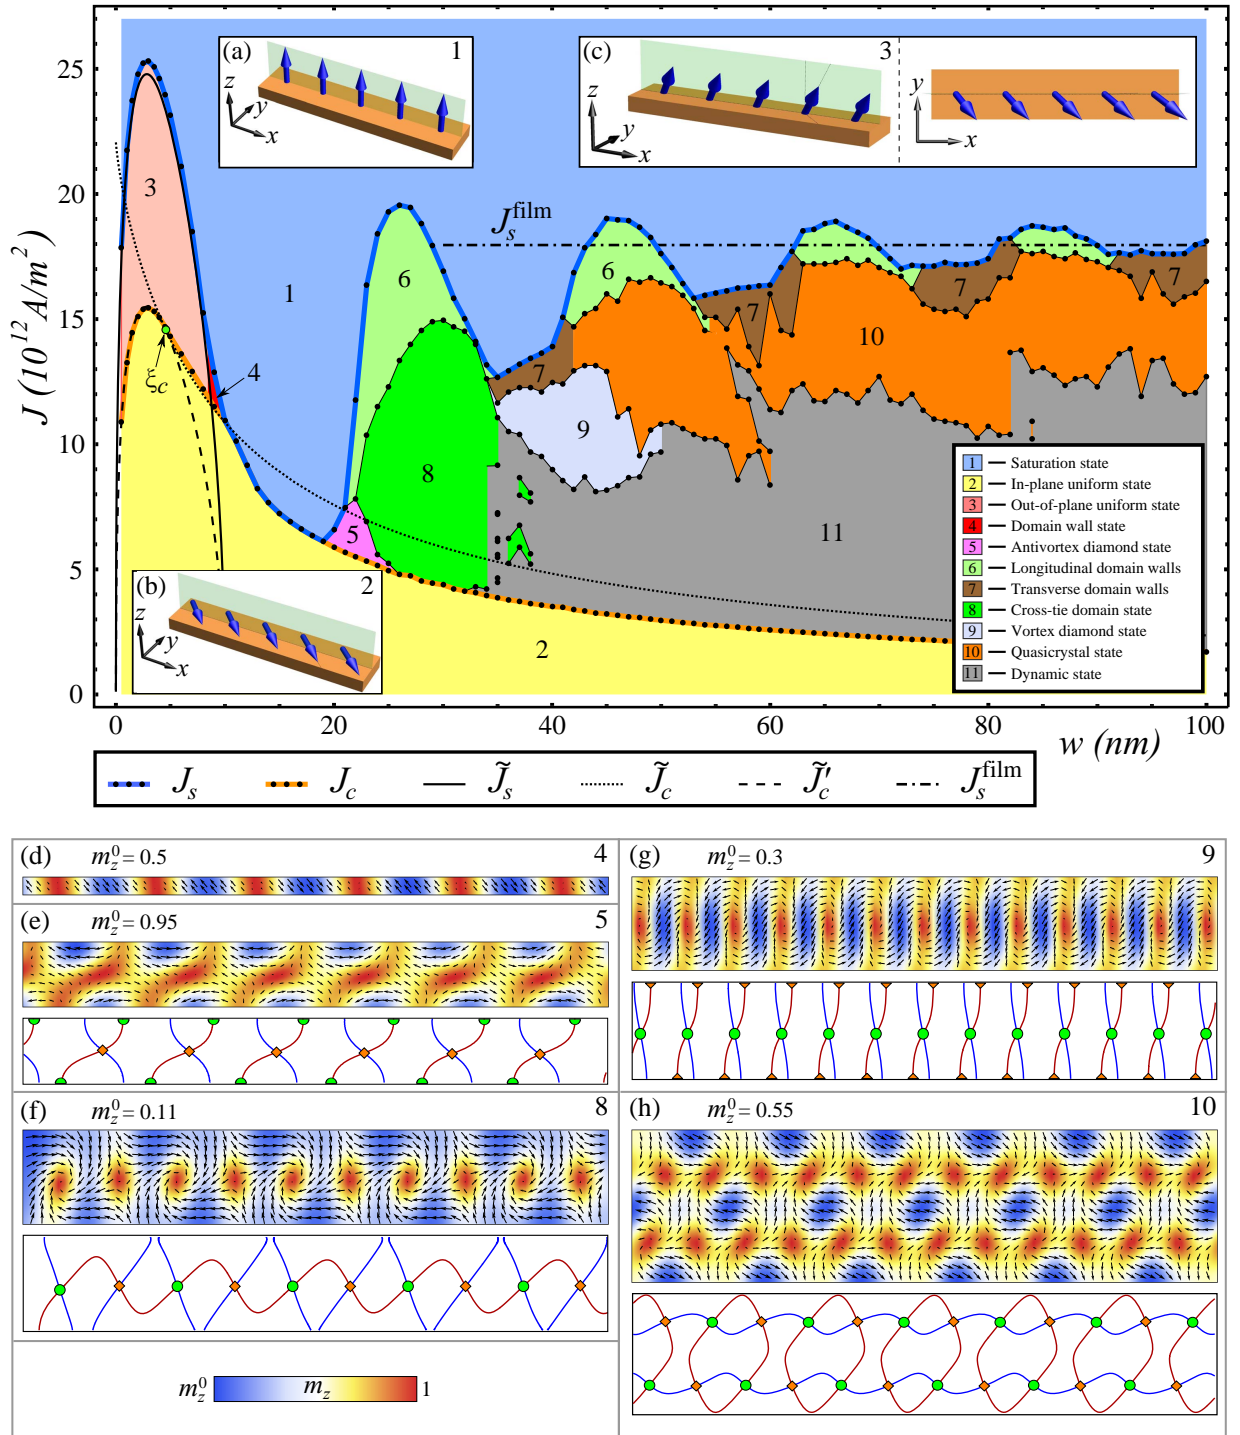 (a) 1
z
y
x
(c) 3
z
y
x
y
x
25
20
15
10
5
0
J (10¹² A/m²)
3
1
6
J_s^film
6
7
7
7
10
4
ξ_c
9
8
5
11
2
(b) 2
z
y
x
1 — Saturation state
2 — In-plane uniform state
3 — Out-of-plane uniform state
4 — Domain wall state
5 — Antivortex diamond state
6 — Longitudinal domain walls
7 — Transverse domain walls
8 — Cross-tie domain state
9 — Vortex diamond state
10 — Quasicrystal state
11 — Dynamic state
0 20 40 60 80 100
w (nm)
J_s J_c J̃_s J̃_c J̃'_c J_s^film
(d) m_z^0 = 0.5 4
(e) m_z^0 = 0.95 5
(f) m_z^0 = 0.11 8
m_z^0 m_z 1
(g) m_z^0 = 0.3 9
(h) m_z^0 = 0.55 10